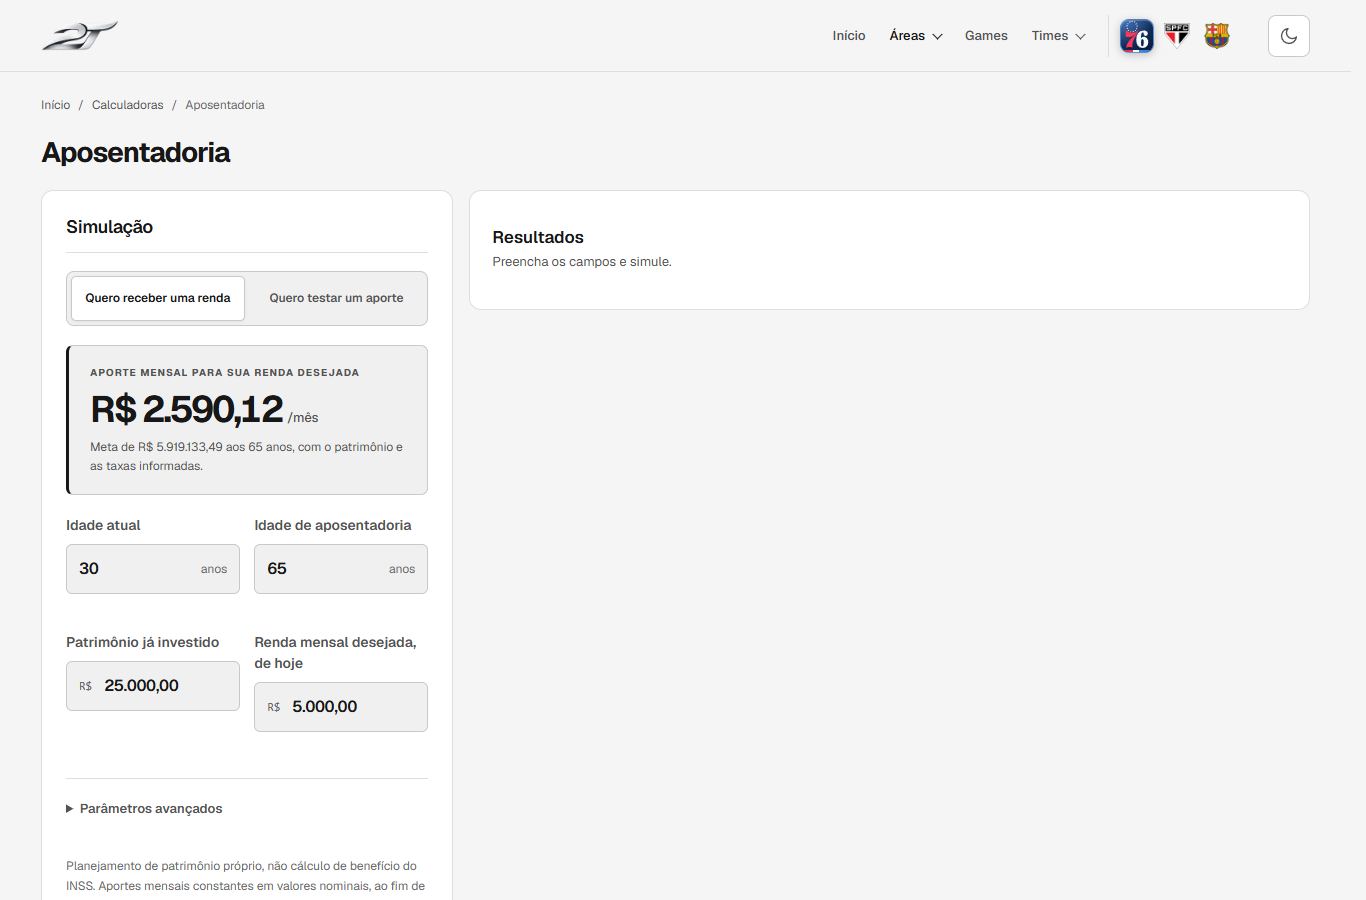 2T
Início
Áreas
Games
Times
76
SPFC
Início / Calculadoras / Aposentadoria
Aposentadoria
Simulação
Quero receber uma renda
Quero testar um aporte
APORTE MENSAL PARA SUA RENDA DESEJADA
R$ 2.590,12 /mês
Meta de R$ 5.919.133,49 aos 65 anos, com o patrimônio e
as taxas informadas.
Idade atual
30 anos
Idade de aposentadoria
65 anos
Patrimônio já investido
R$ 25.000,00
Renda mensal desejada,
de hoje
R$ 5.000,00
Parâmetros avançados
Planejamento de patrimônio próprio, não cálculo de benefício do
INSS. Aportes mensais constantes em valores nominais, ao fim de
Resultados
Preencha os campos e simule.